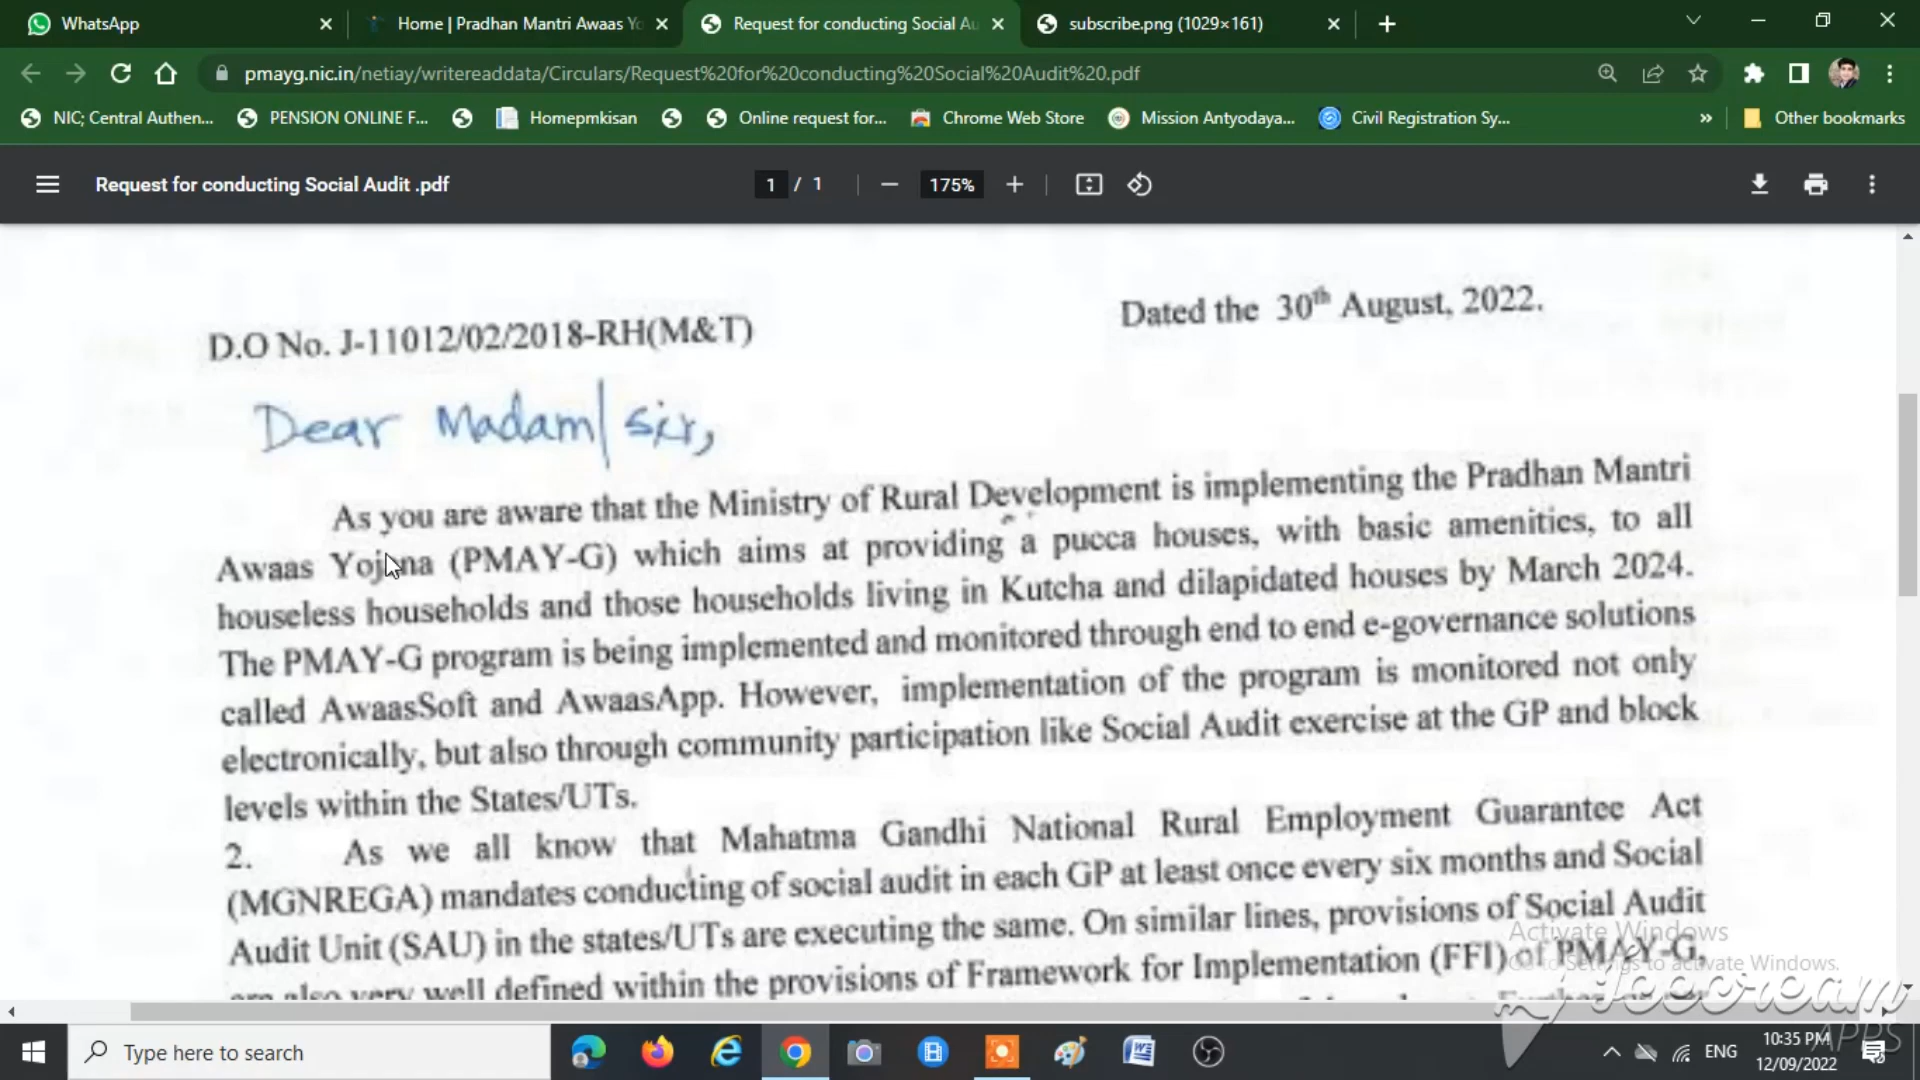 WhatsApp
Home | Pradhan Mantri Awaas Yo
Request for conducting Social Au
subscribe.png (1029×161)
pmayg.nic.in/netiay/writereaddata/Circulars/Request%20for%20conducting%20Social%20Audit%20.pdf
NIC; Central Authen...
PENSION ONLINE F...
Homepmkisan
Online request for...
Chrome Web Store
Mission Antyodaya...
Civil Registration Sy...
»
Other bookmarks
Request for conducting Social Audit .pdf
1 / 1
175%
Dated the 30th August, 2022.
D.O No. J-11012/02/2018-RH(M&T)
Dear Madam/Sir,
As you are aware that the Ministry of Rural Development is implementing the Pradhan Mantri
Awaas Yojana (PMAY-G) which aims at providing a pucca houses, with basic amenities, to all
houseless households and those households living in Kutcha and dilapidated houses by March 2024.
The PMAY-G program is being implemented and monitored through end to end e-governance solutions
called AwaasSoft and AwaasApp. However, implementation of the program is monitored not only
electronically, but also through community participation like Social Audit exercise at the GP and block
levels within the States/UTs.
2. As we all know that Mahatma Gandhi National Rural Employment Guarantee Act
(MGNREGA) mandates conducting of social audit in each GP at least once every six months and Social
Audit Unit (SAU) in the states/UTs are executing the same. On similar lines, provisions of Social Audit
are also very well defined within the provisions of Framework for Implementation (FFI) of PMAY-G,
Activate Windows
Go to Settings to activate Windows.
Icecream
APPS
Type here to search
ENG
10:35 PM
12/09/2022